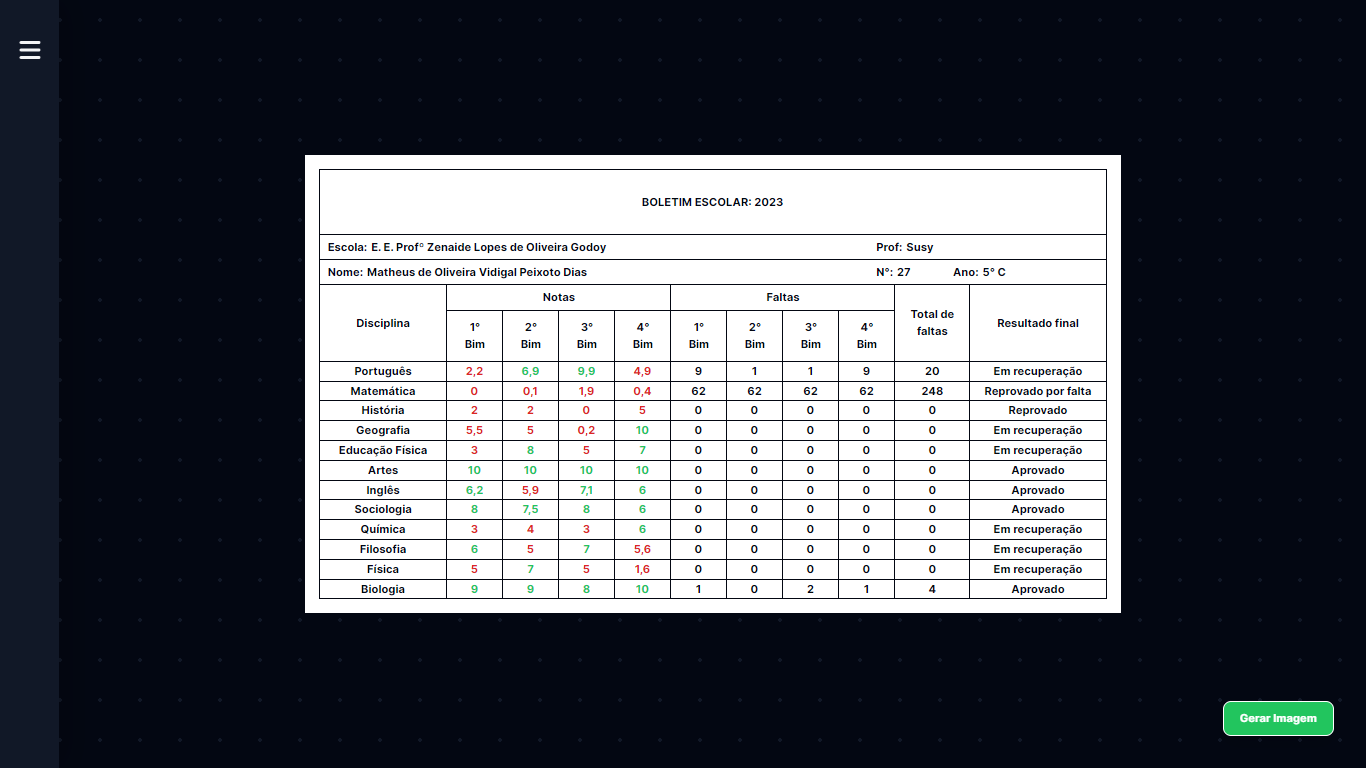 BOLETIM ESCOLAR: 2023
Escola: E. E. Profº Zenaide Lopes de Oliveira Godoy Prof: Susy
Nome: Matheus de Oliveira Vidigal Peixoto Dias N°: 27 Ano: 5° C
Disciplina Notas Faltas Total de faltas Resultado final
1° Bim 2° Bim 3° Bim 4° Bim 1° Bim 2° Bim 3° Bim 4° Bim
Português 2,2 6,9 9,9 4,9 9 1 1 9 20 Em recuperação
Matemática 0 0,1 1,9 0,4 62 62 62 62 248 Reprovado por falta
História 2 2 0 5 0 0 0 0 0 Reprovado
Geografia 5,5 5 0,2 10 0 0 0 0 0 Em recuperação
Educação Física 3 8 5 7 0 0 0 0 0 Em recuperação
Artes 10 10 10 10 0 0 0 0 0 Aprovado
Inglês 6,2 5,9 7,1 6 0 0 0 0 0 Aprovado
Sociologia 8 7,5 8 6 0 0 0 0 0 Aprovado
Química 3 4 3 6 0 0 0 0 0 Em recuperação
Filosofia 6 5 7 5,6 0 0 0 0 0 Em recuperação
Física 5 7 5 1,6 0 0 0 0 0 Em recuperação
Biologia 9 9 8 10 1 0 2 1 4 Aprovado
Gerar Imagem